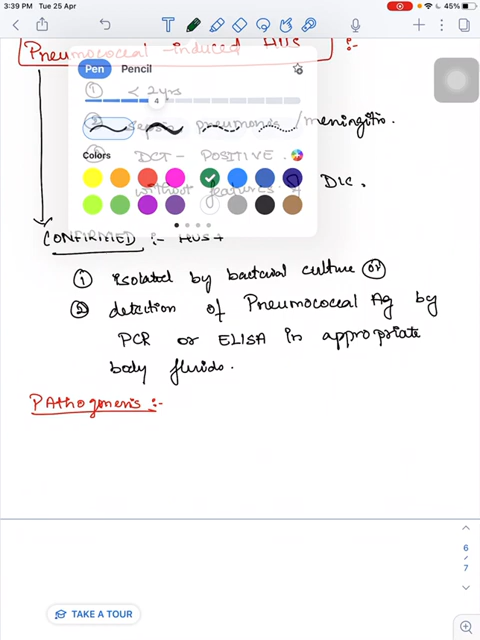 3:39 PM Tue 25 Apr
45%
Pneumococcal-induced HUS :-
Pen Pencil
① < 2 yrs
4
② sepsis pneumonia / meningitis.
Colors
③ DCT - POSITIVE
without features of DIC.
CONFIRMED :- HUS +
① isolated by bacterial culture or
② detection of Pneumococcal Ag by
PCR or ELISA in appropriate
body fluids.
PAthogenesis :-
6
/
7
TAKE A TOUR